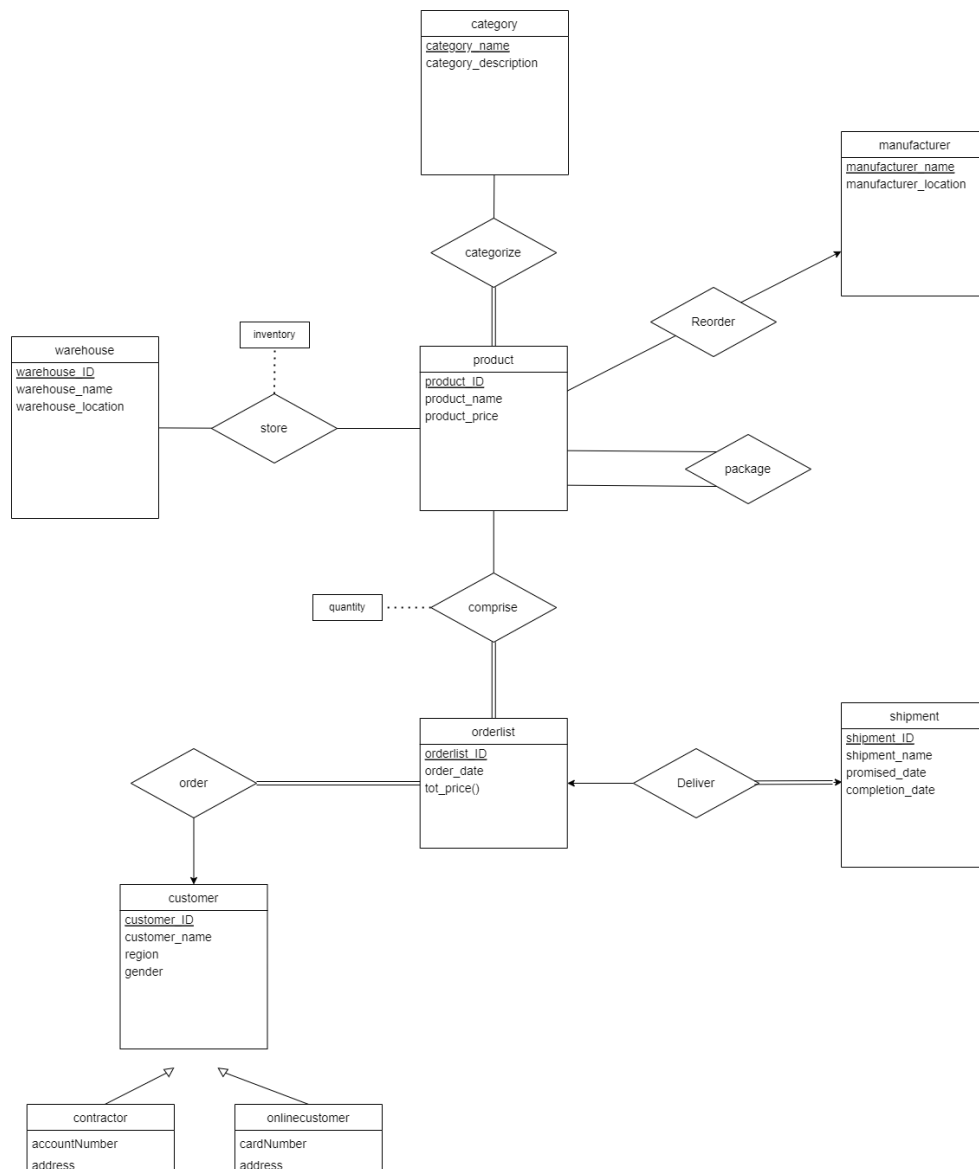 category
category_name
category_description
manufacturer
manufacturer_name
manufacturer_location
categorize
Reorder
inventory
warehouse
warehouse_ID
warehouse_name
warehouse_location
store
product
product_ID
product_name
product_price
package
quantity
comprise
orderlist
orderlist_ID
order_date
tot_price()
shipment
shipment_ID
shipment_name
promised_date
completion_date
order
Deliver
customer
customer_ID
customer_name
region
gender
contractor
accountNumber
address
onlinecustomer
cardNumber
address